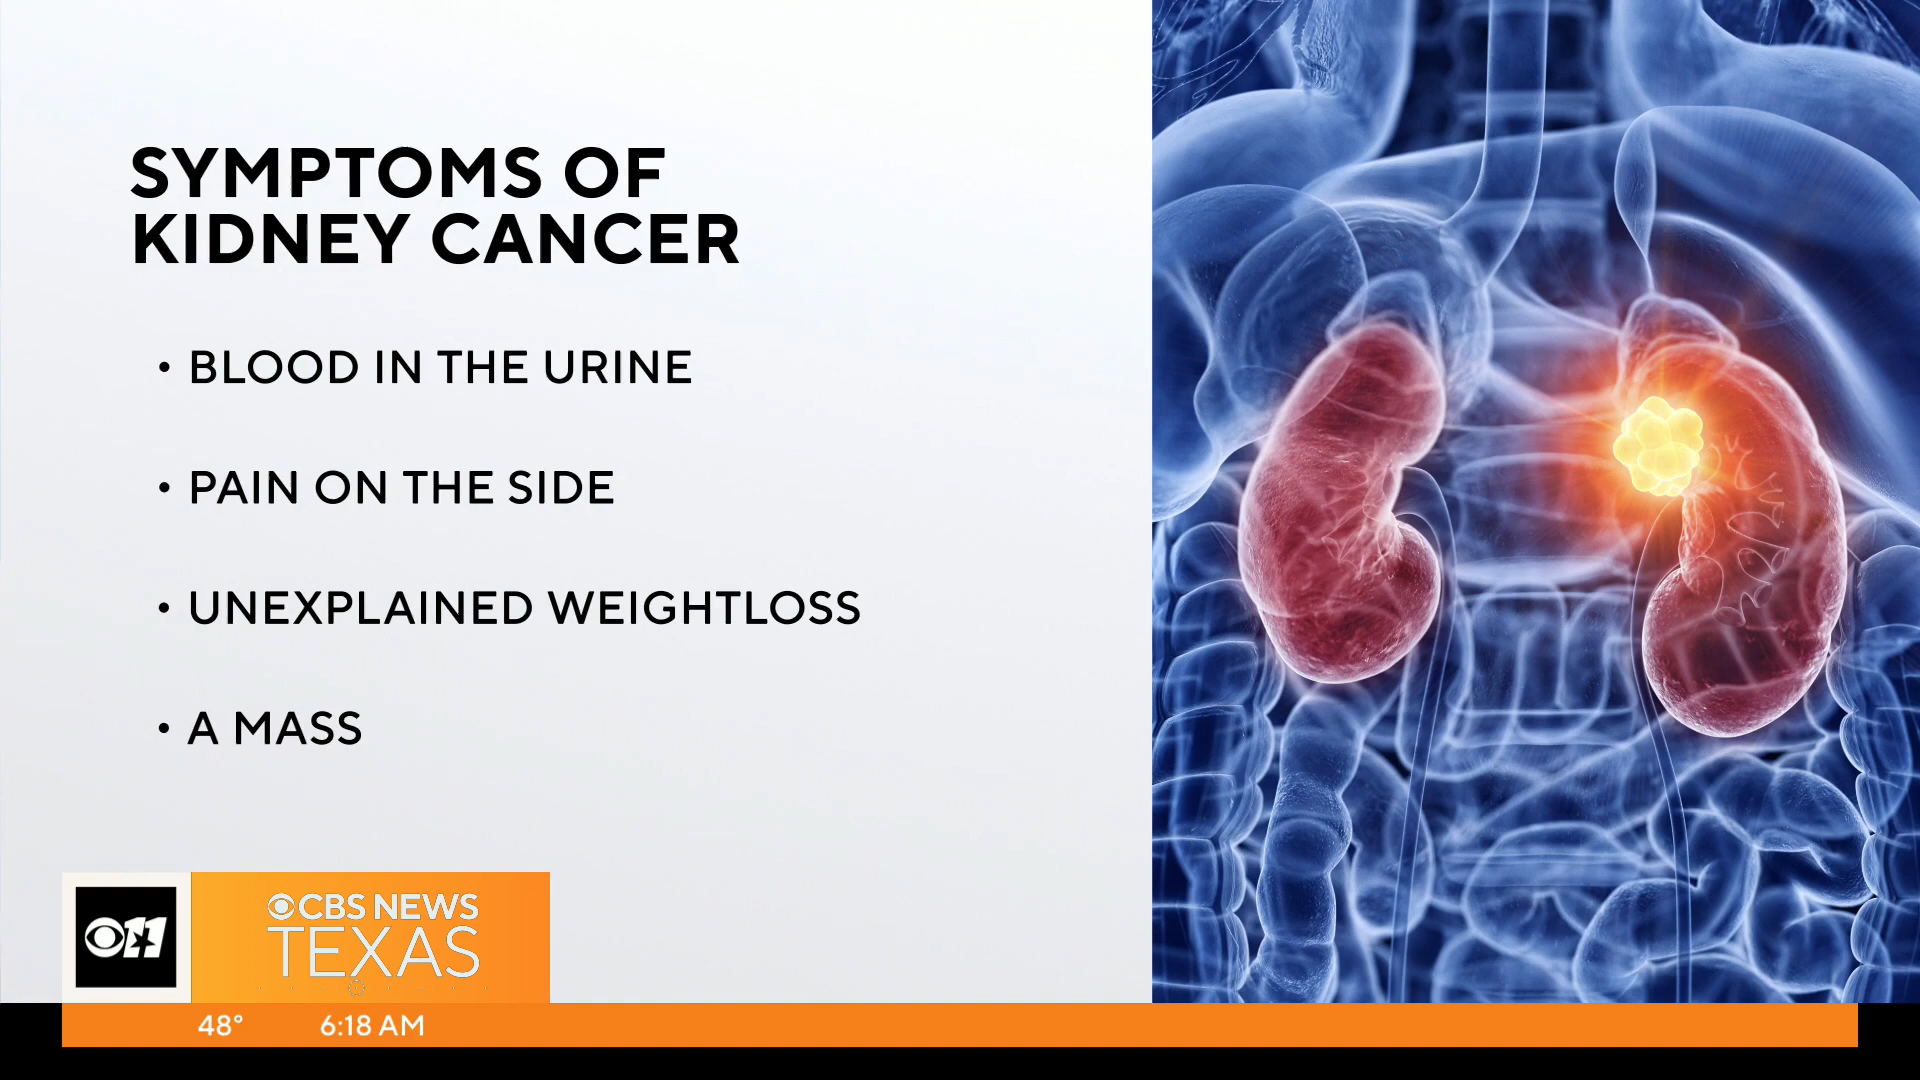 SYMPTOMS OF
KIDNEY CANCER
• BLOOD IN THE URINE
• PAIN ON THE SIDE
• UNEXPLAINED WEIGHTLOSS
• A MASS
11
CBS NEWS
TEXAS
48° 6:18 AM